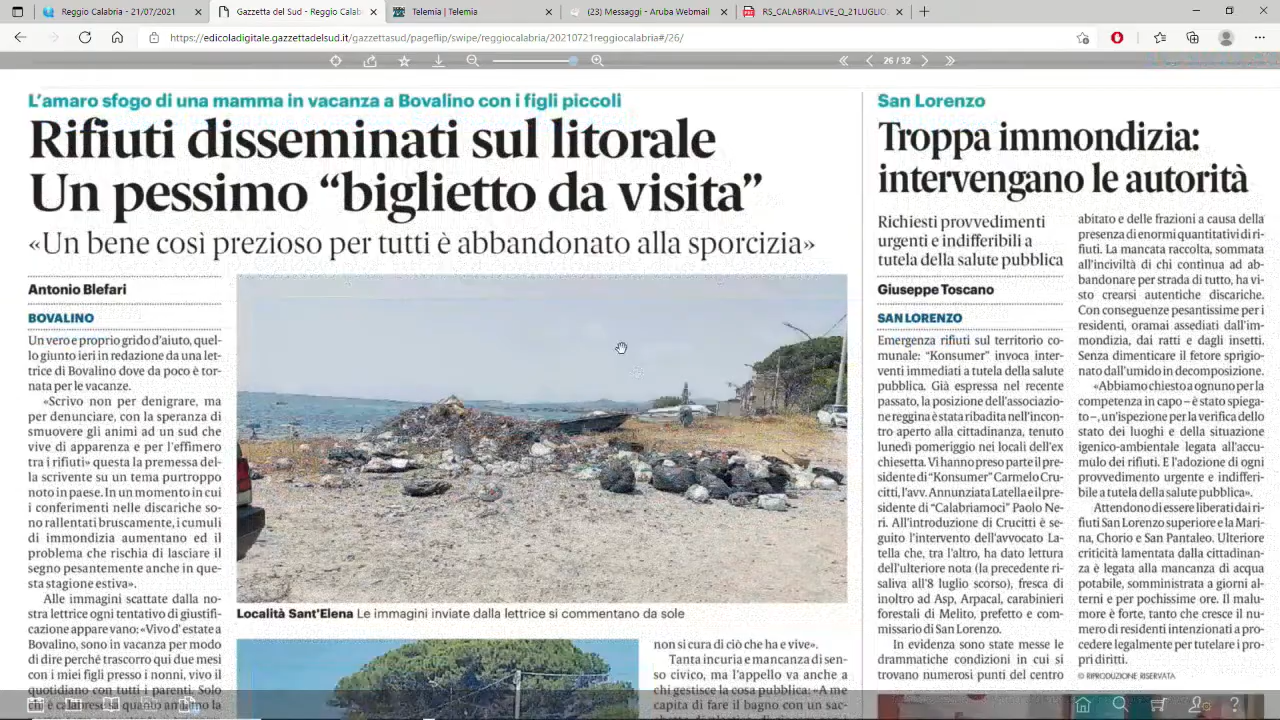 Reggio Calabria - 21/07/2021
Gazzetta del Sud - Reggio Calab
Telemia | Telemia
(23) Messaggi - Aruba Webmail
RS_CALABRIA.LIVE_Q_21LUGLIO
https://edicoladigitale.gazzettadelsud.it/gazzettasud/pageflip/swipe/reggiocalabria/20210721reggiocalabria#/26/
26 / 32
L'amaro sfogo di una mamma in vacanza a Bovalino con i figli piccoli
Rifiuti disseminati sul litorale
Un pessimo “biglietto da visita”
«Un bene così prezioso per tutti è abbandonato alla sporcizia»
Antonio Blefari
BOVALINO
Un vero e proprio grido d'aiuto, quel-
lo giunto ieri in redazione da una let-
trice di Bovalino dove da poco è tor-
nata per le vacanze.
«Scrivo non per denigrare, ma
per denunciare, con la speranza di
smuovere gli animi ad un sud che
vive di apparenza e per l'effimero
tra i rifiuti» questa la premessa del-
la scrivente su un tema purtroppo
noto in paese. In un momento in cui
i conferimenti nelle discariche so-
no rallentati bruscamente, i cumuli
di immondizia aumentano ed il
problema che rischia di lasciare il
segno pesantemente anche in que-
sta stagione estiva».
Alle immagini scattate dalla no-
stra lettrice ogni tentativo di giustifi-
cazione appare vano: «Vivo d'estate a
Bovalino, sono in vacanza per modo
di dire perché trascorro qui due mesi
con i miei figli presso i nonni, vivo il
quotidiano con tutti i parenti. Solo
chi è calabrese sa quanto amiamo la
Località Sant'Elena Le immagini inviate dalla lettrice si commentano da sole
non si cura di ciò che ha e vive».
Tanta incuria e mancanza di sen-
so civico, ma l'appello va anche a
chi gestisce la cosa pubblica: «A me
capita di fare il bagno con un sac-
San Lorenzo
Troppa immondizia:
intervengano le autorità
Richiesti provvedimenti
urgenti e indifferibili a
tutela della salute pubblica
Giuseppe Toscano
SAN LORENZO
Emergenza rifiuti sul territorio co-
munale: “Konsumer” invoca inter-
venti immediati a tutela della salute
pubblica. Già espressa nel recente
passato, la posizione dell'associazio-
ne reggina è stata ribadita nell'incon-
tro aperto alla cittadinanza, tenuto
lunedì pomeriggio nei locali dell'ex
chiesetta. Vi hanno preso parte il pre-
sidente di “Konsumer” Carmelo Cru-
citti, l'avv. Annunziata Latella e il pre-
sidente di “Calabriamoci” Paolo Ne-
ri. All'introduzione di Crucitti è se-
guito l'intervento dell'avvocato La-
tella che, tra l'altro, ha dato lettura
dell'ulteriore nota (la precedente ri-
saliva all'8 luglio scorso), fresca di
inoltro ad Asp, Arpacal, carabinieri
forestali di Melito, prefetto e com-
missario di San Lorenzo.
In evidenza sono state messe le
drammatiche condizioni in cui si
trovano numerosi punti del centro
abitato e delle frazioni a causa della
presenza di enormi quantitativi di ri-
fiuti. La mancata raccolta, sommata
all'inciviltà di chi continua ad ab-
bandonare per strada di tutto, ha vi-
sto crearsi autentiche discariche.
Con conseguenze pesantissime per i
residenti, oramai assediati dall'im-
mondizia, dai ratti e dagli insetti.
Senza dimenticare il fetore sprigio-
nato dall'umido in decomposizione.
«Abbiamo chiesto a ognuno per la
competenza in capo – è stato spiega-
to –, un'ispezione per la verifica dello
stato dei luoghi e della situazione
igenico-ambientale legata all'accu-
mulo dei rifiuti. E l'adozione di ogni
provvedimento urgente e indifferi-
bile a tutela della salute pubblica».
Attendono di essere liberati dai ri-
fiuti San Lorenzo superiore e la Mari-
na, Chorio e San Pantaleo. Ulteriore
criticità lamentata dalla cittadinan-
za è legata alla mancanza di acqua
potabile, somministrata a giorni al-
terni e per pochissime ore. Il malu-
more è forte, tanto che cresce il nu-
mero di residenti intenzionati a pro-
cedere legalmente per tutelare i pro-
pri diritti.
© RIPRODUZIONE RISERVATA